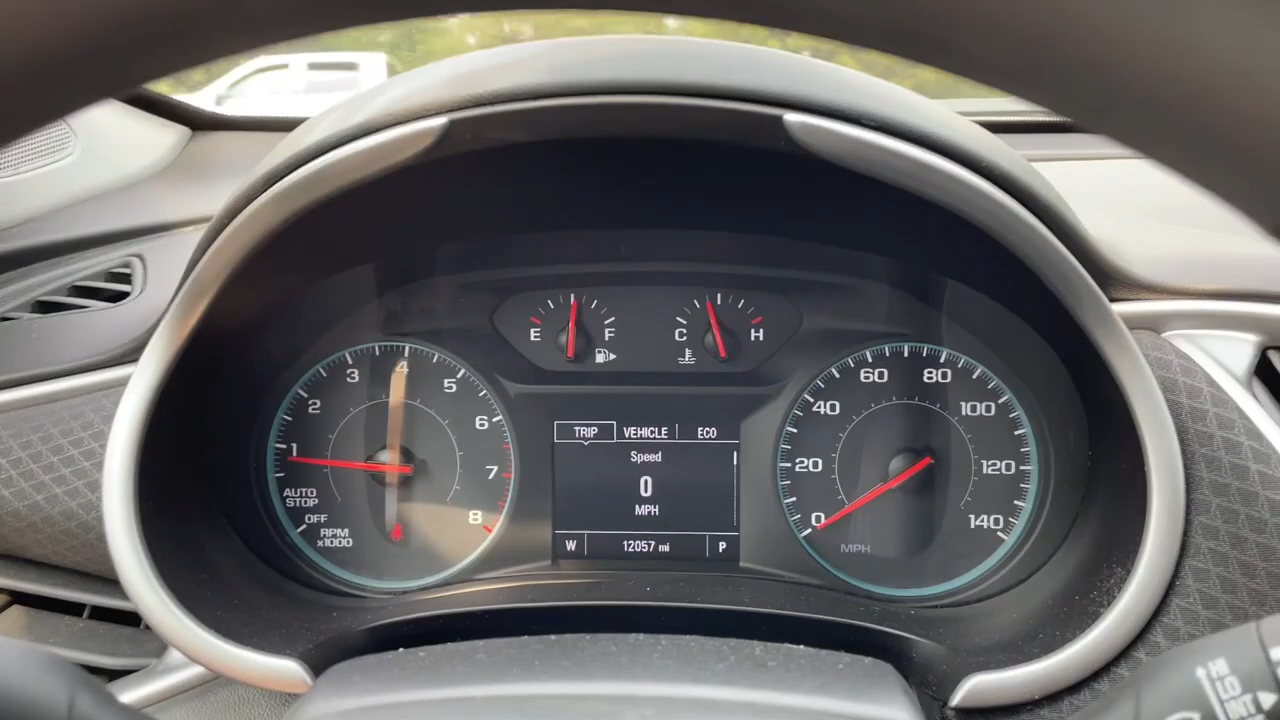 E F
C H
1 2 3 4 5 6 7 8
AUTO
STOP
OFF
RPM
x1000
TRIP VEHICLE ECO
Speed
0
MPH
W 12057 mi P
0 20 40 60 80 100 120 140
MPH
HI
LO
INT